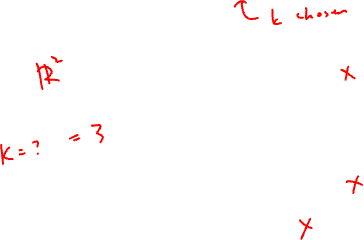 k chosen
ℝ²
k = ? = 3
x
x
x